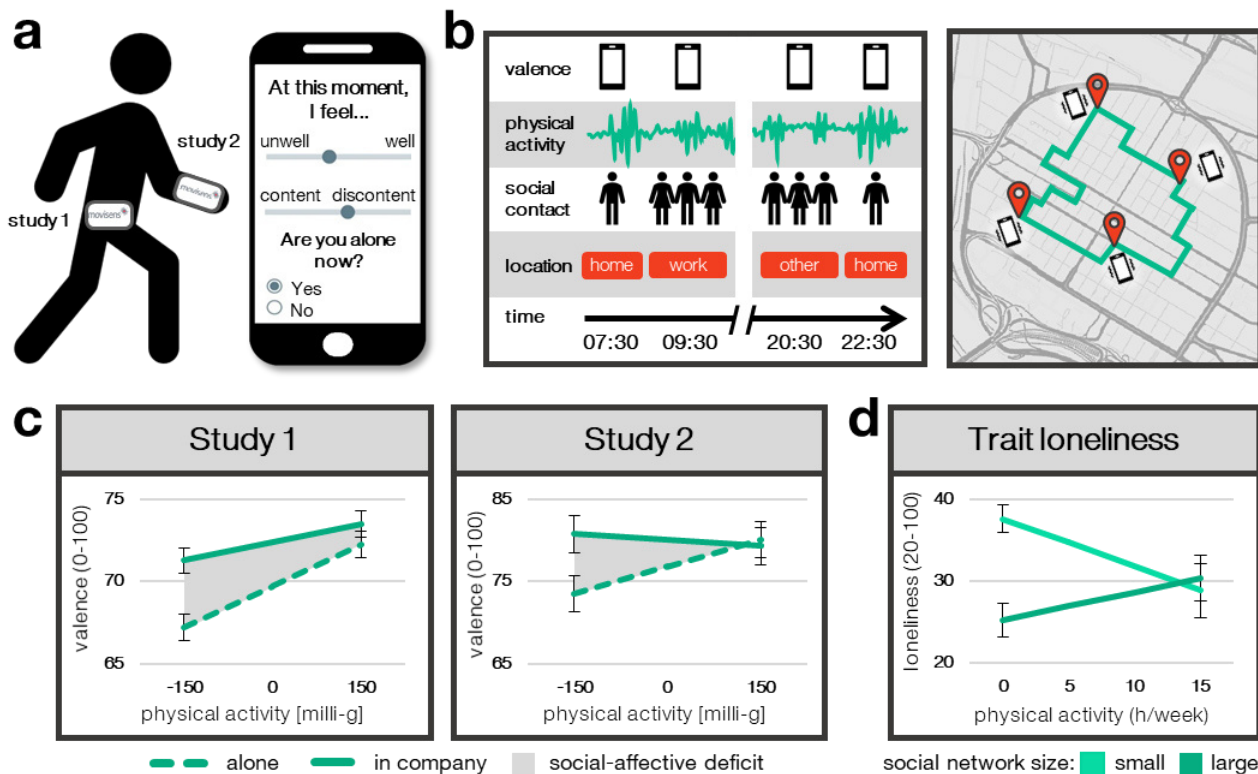 a
At this moment,
I feel...
unwell well
content discontent
Are you alone
now?
Yes
No
study 2
movisens
study 1
movisens
b
valence
physical
activity
social
contact
location home work other home
time
07:30 09:30 20:30 22:30
c
Study 1
valence (0-100)
75
70
65
-150 0 150
physical activity [milli-g]
Study 2
valence (0-100)
85
75
65
-150 0 150
physical activity [milli-g]
alone in company social-affective deficit
d
Trait loneliness
loneliness (20-100)
40
30
20
0 5 10 15
physical activity (h/week)
social network size: small large